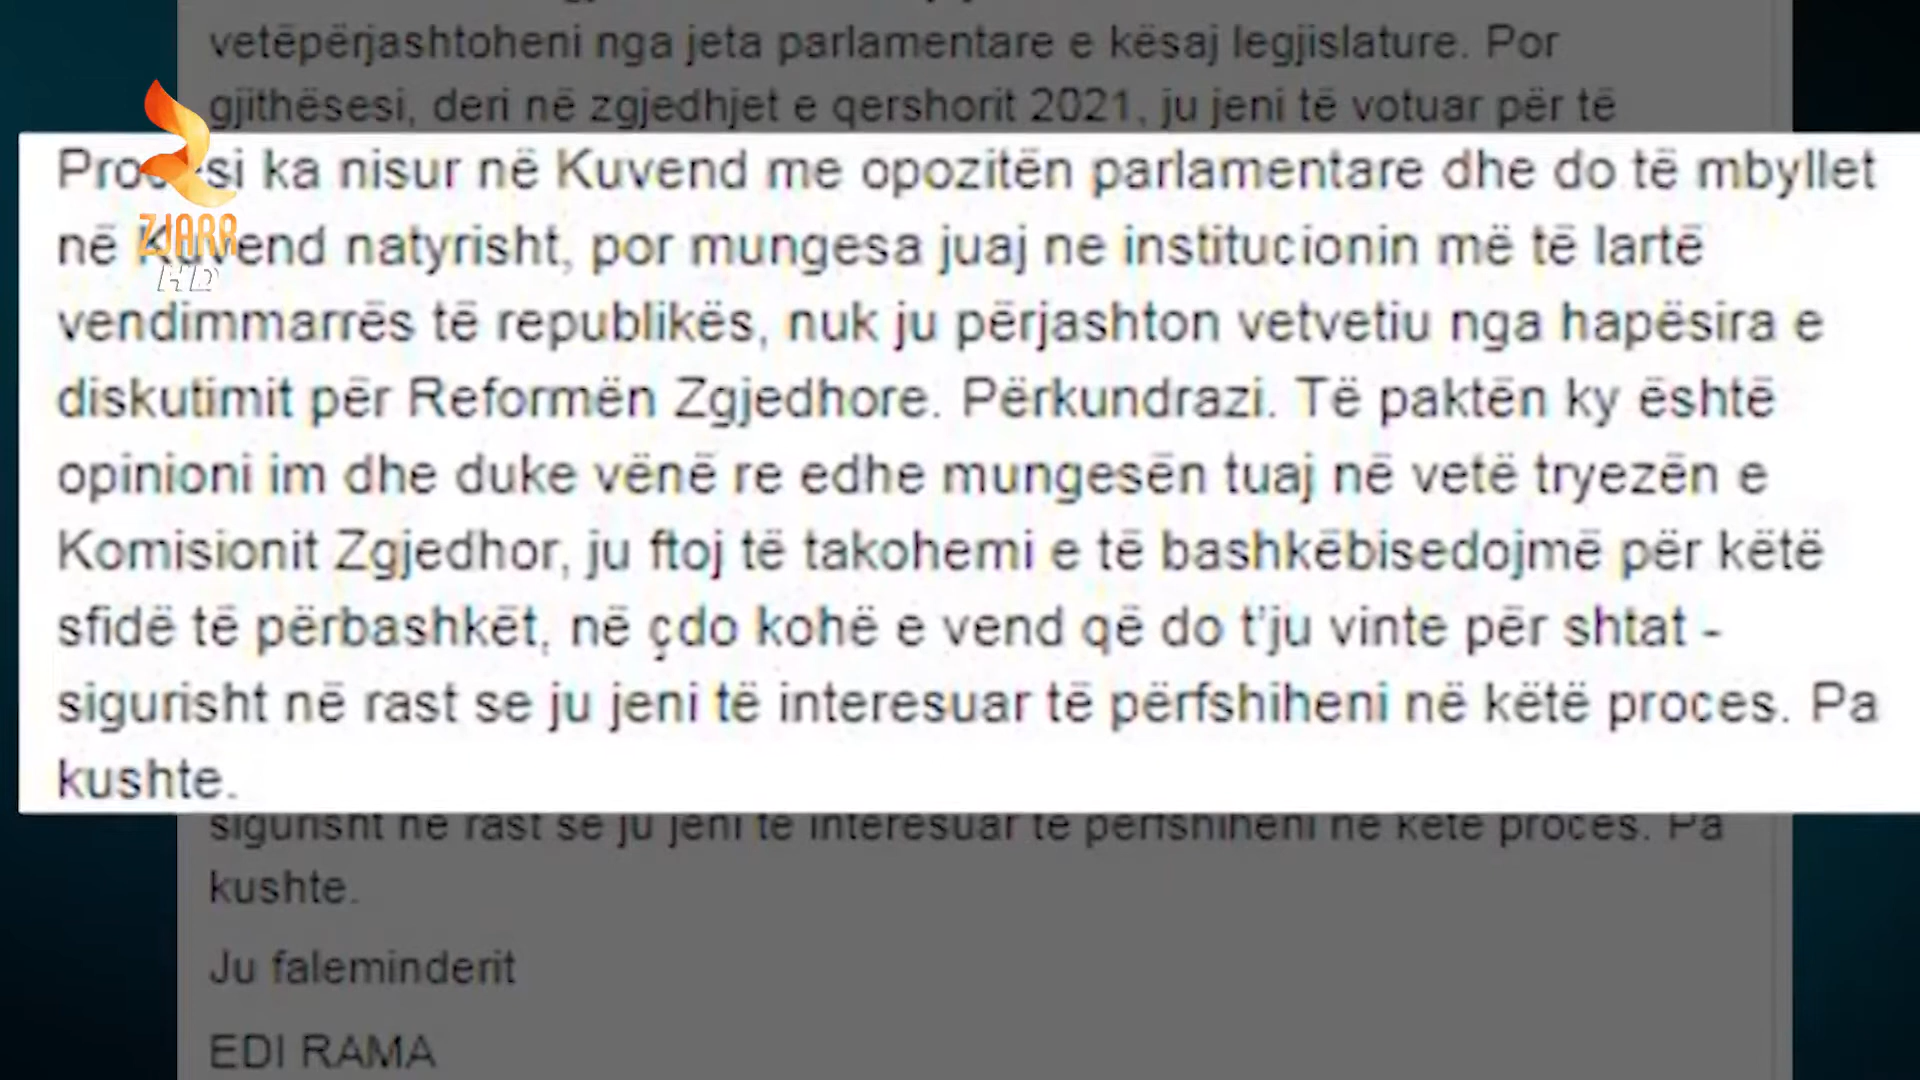 vetëpërjashtoheni nga jeta parlamentare e kësaj legjislature. Por
gjithësesi, deri në zgjedhjet e qershorit 2021, ju jeni të votuar për të
Procesi ka nisur në Kuvend me opozitën parlamentare dhe do të mbyllet
në Kuvend natyrisht, por mungesa juaj ne institucionin më të lartë
vendimmarrës të republikës, nuk ju përjashton vetvetiu nga hapësira e
diskutimit për Reformën Zgjedhore. Përkundrazi. Të paktën ky është
opinioni im dhe duke vënë re edhe mungesën tuaj në vetë tryezën e
Komisionit Zgjedhor, ju ftoj të takohemi e të bashkëbisedojmë për këtë
sfidë të përbashkët, në çdo kohë e vend që do t'ju vinte për shtat -
sigurisht në rast se ju jeni të interesuar të përfshiheni në këtë proces. Pa
kushte.
ZJARR
HD
sigurisht në rast se ju jeni të interesuar të përfshiheni në këtë proces. Pa
kushte.
Ju faleminderit
EDI RAMA